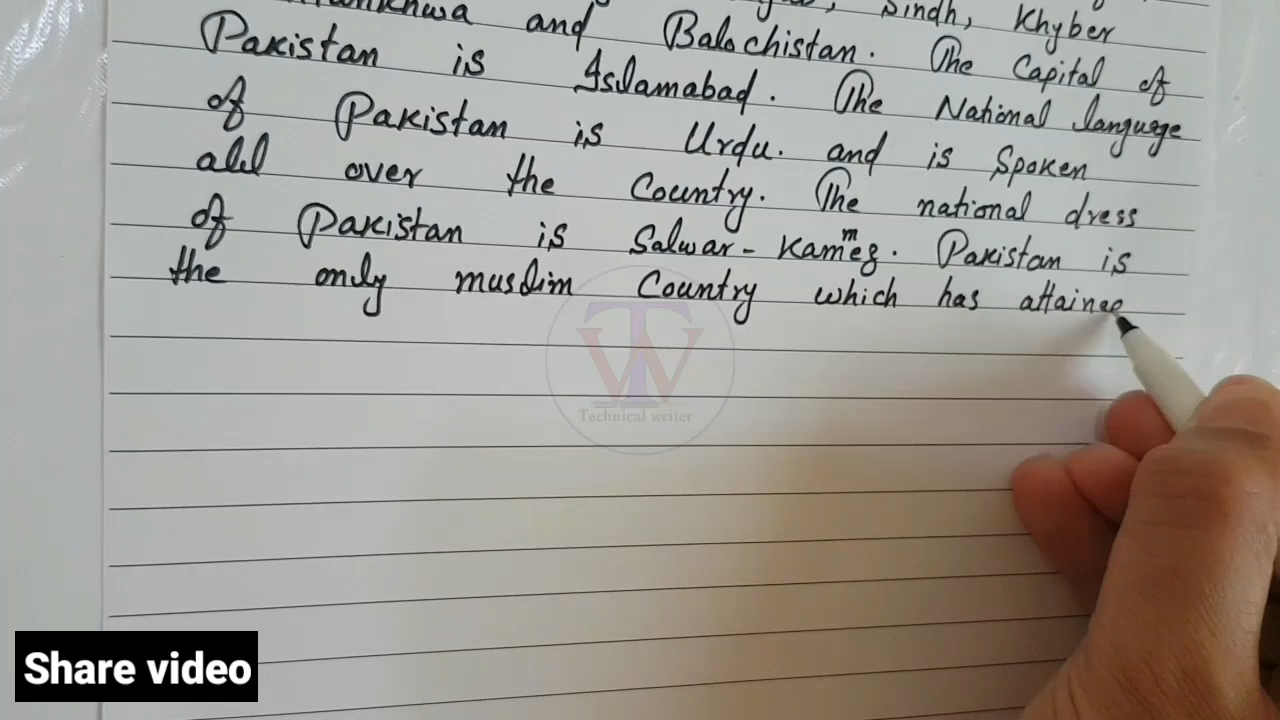 Sindh, Khyber
and Balochistan. The Capital of
Pakistan is Islamabad. The National language
of Pakistan is Urdu. and is Spoken
all over the Country. The national dress
of Pakistan is Salwar - Kameez. Pakistan is
the only muslim Country which has attaine
TW
Technical writer
Share video